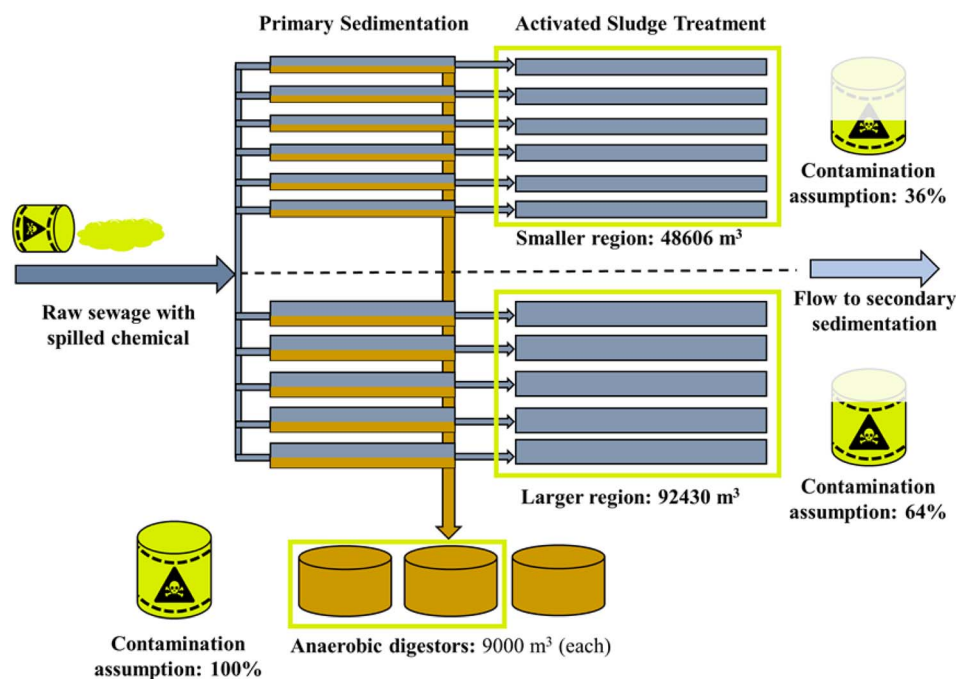 Primary Sedimentation
Activated Sludge Treatment
Contamination
assumption: 36%
Smaller region: 48606 m³
Raw sewage with
spilled chemical
Flow to secondary
sedimentation
Larger region: 92430 m³
Contamination
assumption: 64%
Contamination
assumption: 100%
Anaerobic digestors: 9000 m³ (each)